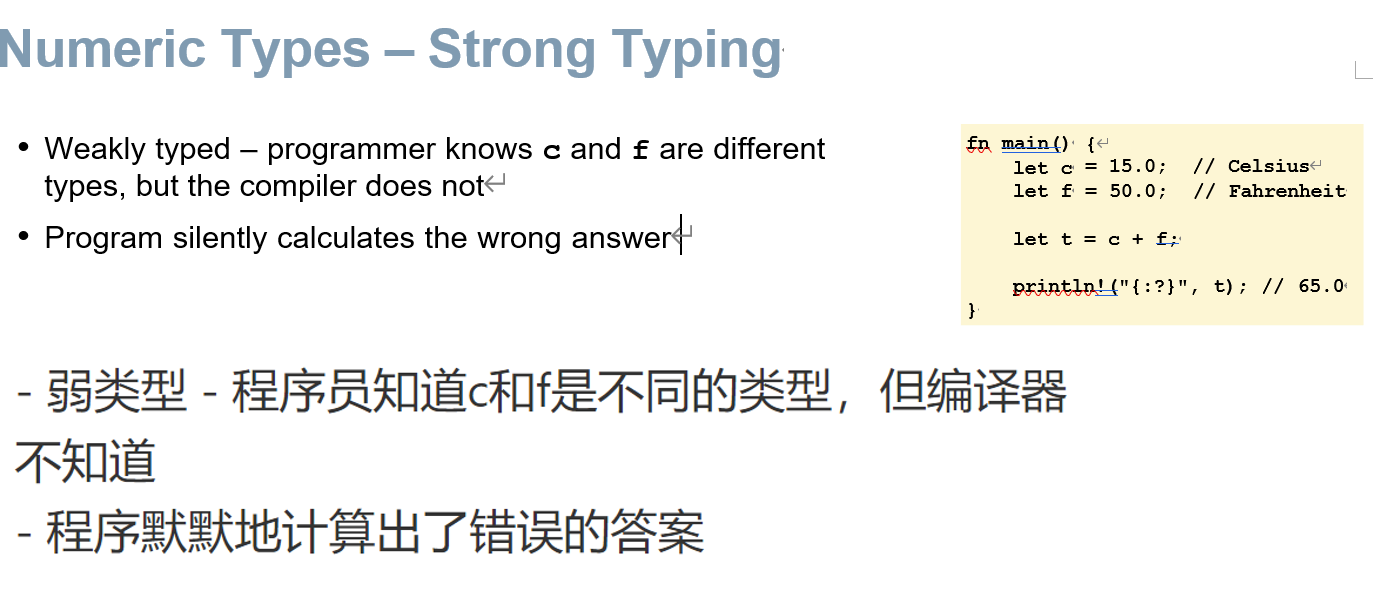 Numeric Types – Strong Typing
• Weakly typed – programmer knows c and f are different
types, but the compiler does not
• Program silently calculates the wrong answer
fn main() {
let c = 15.0; // Celsius
let f = 50.0; // Fahrenheit
let t = c + f;
println!("{:?}", t); // 65.0
}
- 弱类型 - 程序员知道c和f是不同的类型，但编译器
不知道
- 程序默默地计算出了错误的答案